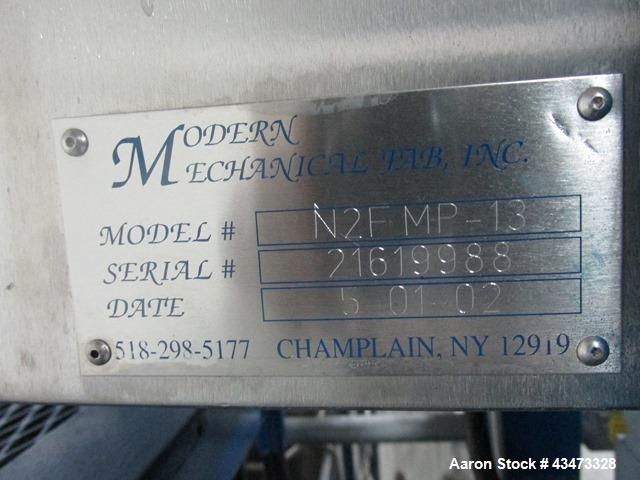 MODERN
MECHANICAL FAB, INC.
MODEL # N2F MP-13
SERIAL # 21619988
DATE 5 01-02
518-298-5177 CHAMPLAIN, NY 12919
Aaron Stock # 43473328